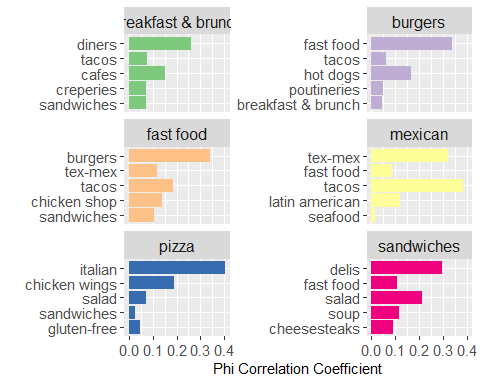 reakfast & brunc
diners
tacos
cafes
creperies
sandwiches
burgers
fast food
tacos
hot dogs
poutineries
breakfast & brunch
fast food
burgers
tex-mex
tacos
chicken shop
sandwiches
mexican
tex-mex
fast food
tacos
latin american
seafood
pizza
italian
chicken wings
salad
sandwiches
gluten-free
sandwiches
delis
fast food
salad
soup
cheesesteaks
0.0 0.1 0.2 0.3 0.4
0.0 0.1 0.2 0.3 0.4
Phi Correlation Coefficient